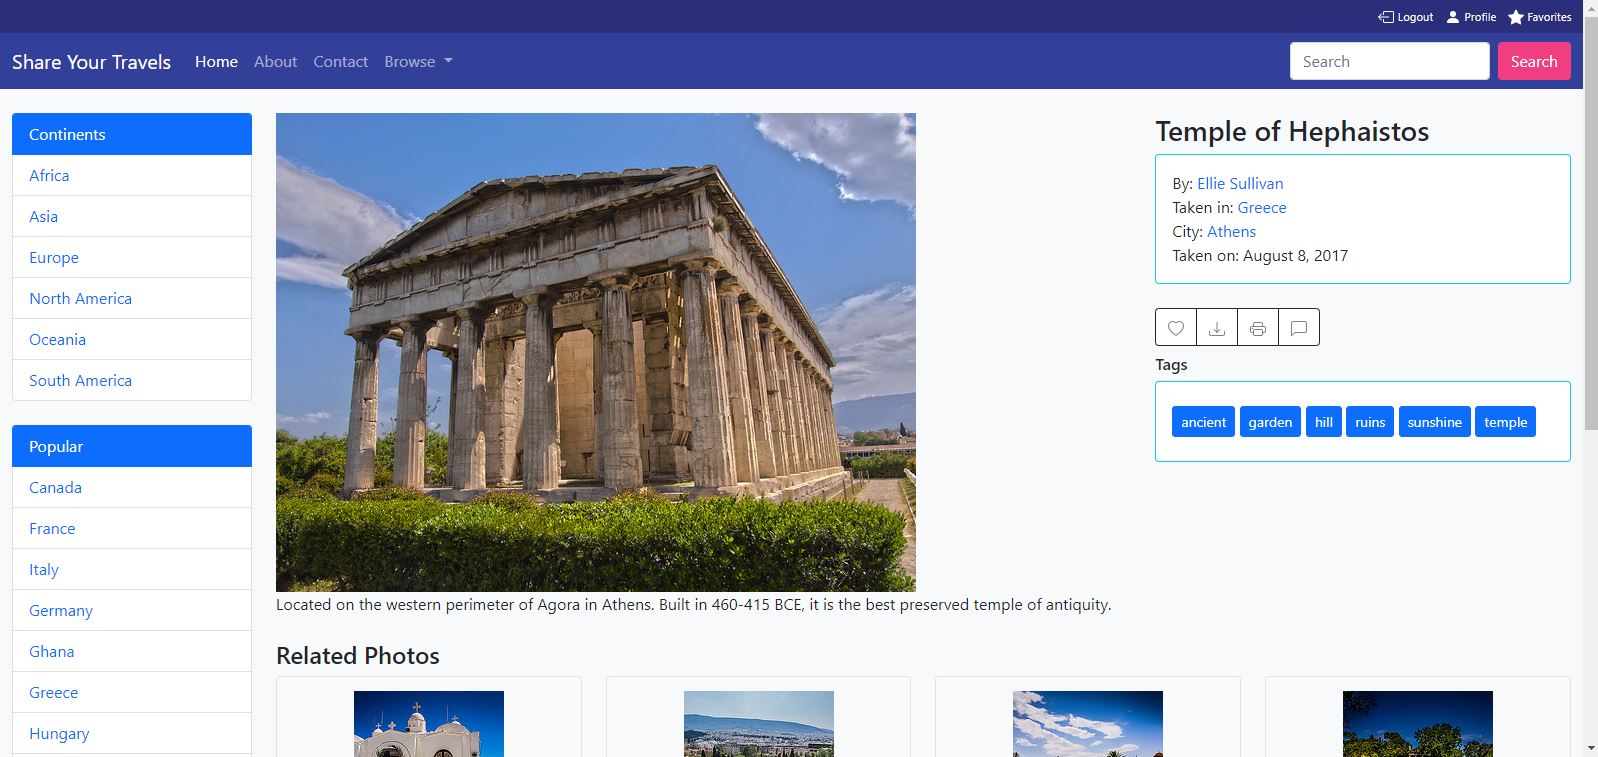 Logout Profile Favorites
Share Your Travels Home About Contact Browse Search Search
Continents
Africa
Asia
Europe
North America
Oceania
South America
Popular
Canada
France
Italy
Germany
Ghana
Greece
Hungary
Located on the western perimeter of Agora in Athens. Built in 460-415 BCE, it is the best preserved temple of antiquity.
Related Photos
Temple of Hephaistos
By: Ellie Sullivan
Taken in: Greece
City: Athens
Taken on: August 8, 2017
Tags
ancient garden hill ruins sunshine temple